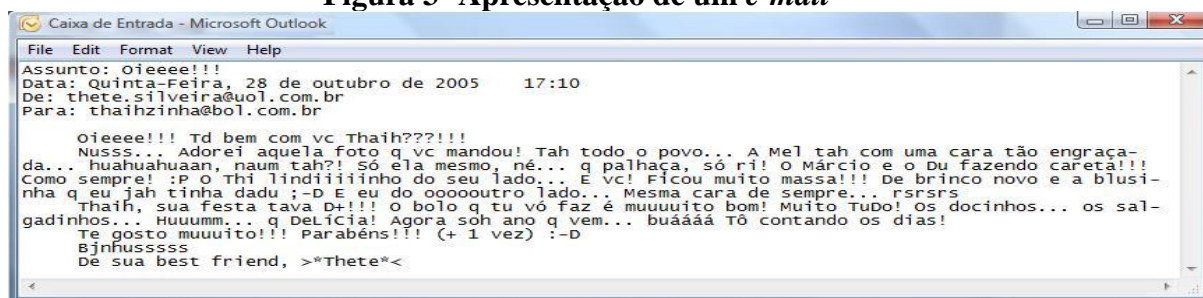 Figura 3- Apresentação de um e-mail
Caixa de Entrada - Microsoft Outlook
File Edit Format View Help
Assunto: Oieeee!!!
Data: Quinta-Feira, 28 de outubro de 2005 17:10
De: thete.silveira@uol.com.br
Para: thaihzinha@bol.com.br
Oieeee!!! Td bem com vc Thaih???!!!
Nusss... Adorei aquela foto q vc mandou! Tah todo o povo... A Mel tah com uma cara tão engraça-
da... huahuahuaan, naum tah?! Só ela mesmo, né... q palhaça, só ri! O Márcio e o Du fazendo careta!!!
Como sempre! :P O Thi lindiiiiinho do seu lado... E vc! Ficou muito massa!!! De brinco novo e a blusi-
nha q eu jah tinha dadu ;-D E eu do oooooutro lado... Mesma cara de sempre... rsrsrs
Thaih, sua festa tava D+!!! O bolo q tu vó faz é muuuuito bom! Muito TuDo! Os docinhos... os sal-
gadinhos... Huuumm... q DeLícia! Agora soh ano q vem... buáááá Tô contando os dias!
Te gosto muuuito!!! Parabéns!!! (+ 1 vez) :-D
Bjnhusssss
De sua best friend, >*Thete*<